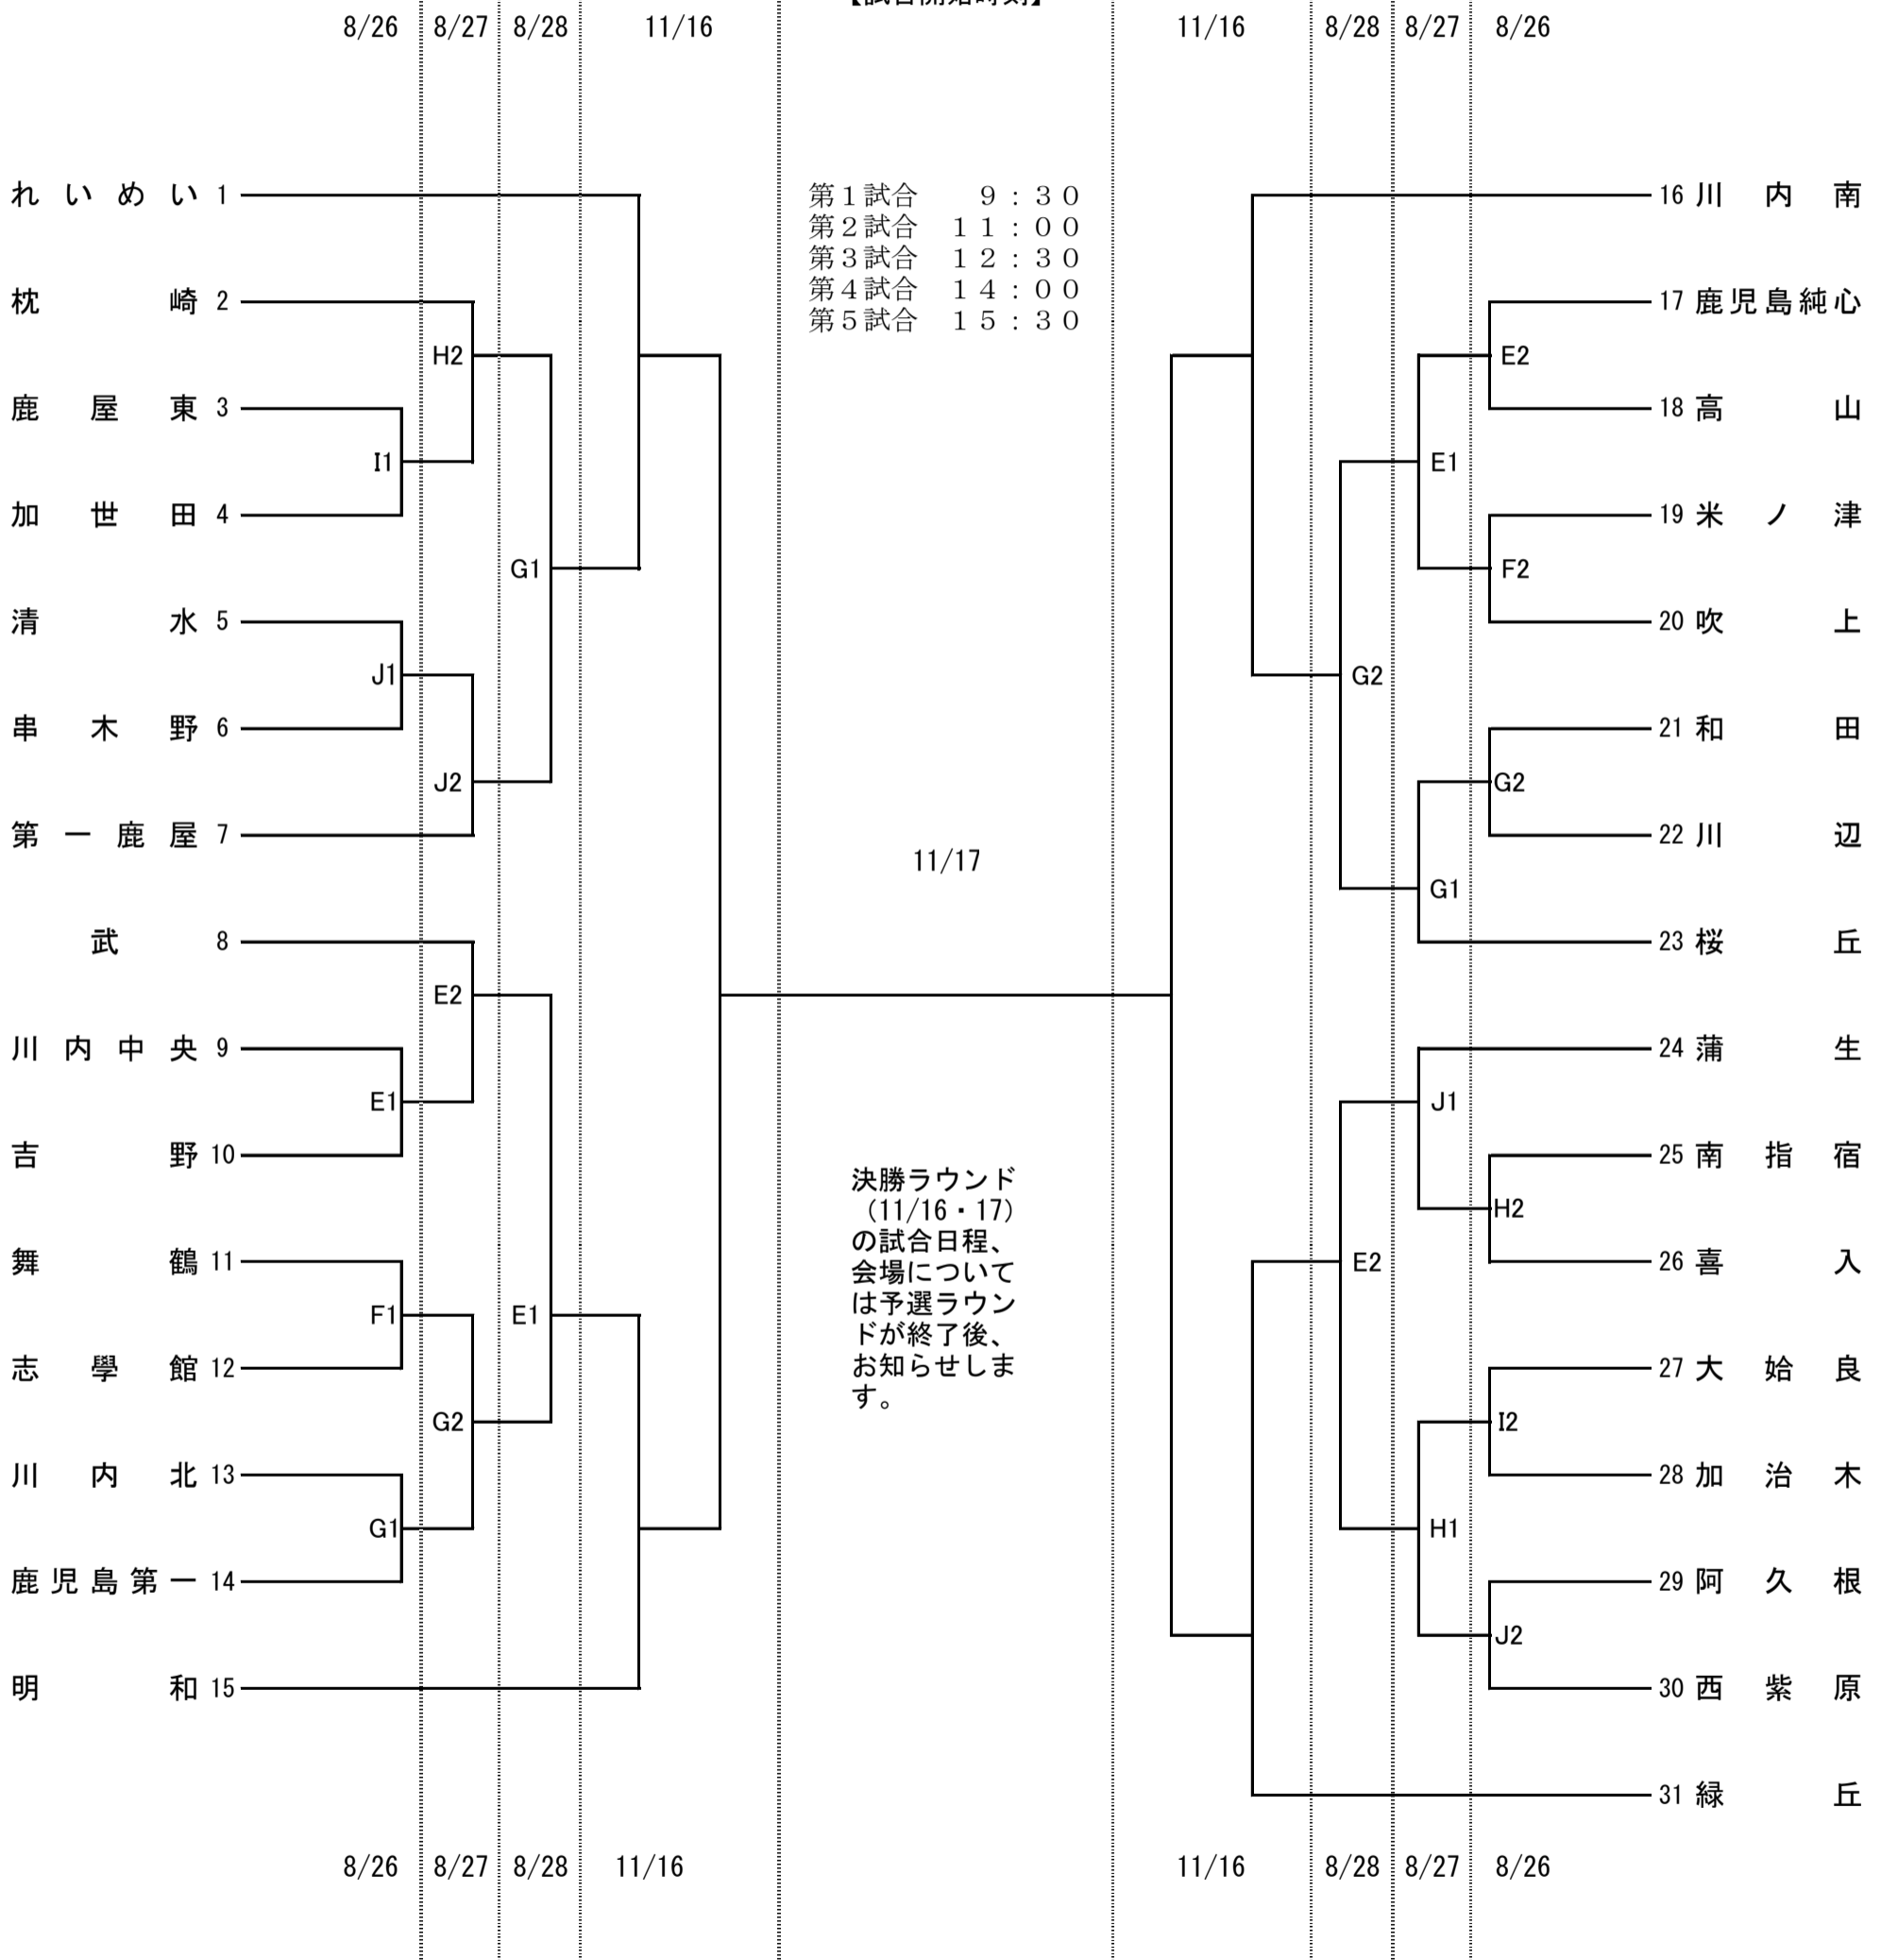 【試合開始時刻】
8/26 8/27 8/28 11/16 11/16 8/28 8/27 8/26
れいめい 1 第1試合 9:30 16 川内南
第2試合 11:00
第3試合 12:30
枕崎 2 第4試合 14:00 17 鹿児島純心
第5試合 15:30
H2 E2
鹿屋東 3 18 高山
I1 E1
加世田 4 19 米ノ津
G1 F2
清水 5 20 吹上
J1 G2
串木野 6 21 和田
J2 G2
第一鹿屋 7 22 川辺
11/17
G1
武 8 23 桜丘
E2
川内中央 9 24 蒲生
E1 J1
吉野 10 25 南指宿
決勝ラウンド
(11/16・17)
H2
の試合日程、
舞鶴 11 26 喜入
E2
会場について
は予選ラウン
F1 E1
ドが終了後、
志學館 12 27 大姶良
お知らせしま
す。
G2 I2
川内北 13 28 加治木
G1 H1
鹿児島第一 14 29 阿久根
J2
明和 15 30 西紫原
31 緑丘
8/26 8/27 8/28 11/16 11/16 8/28 8/27 8/26